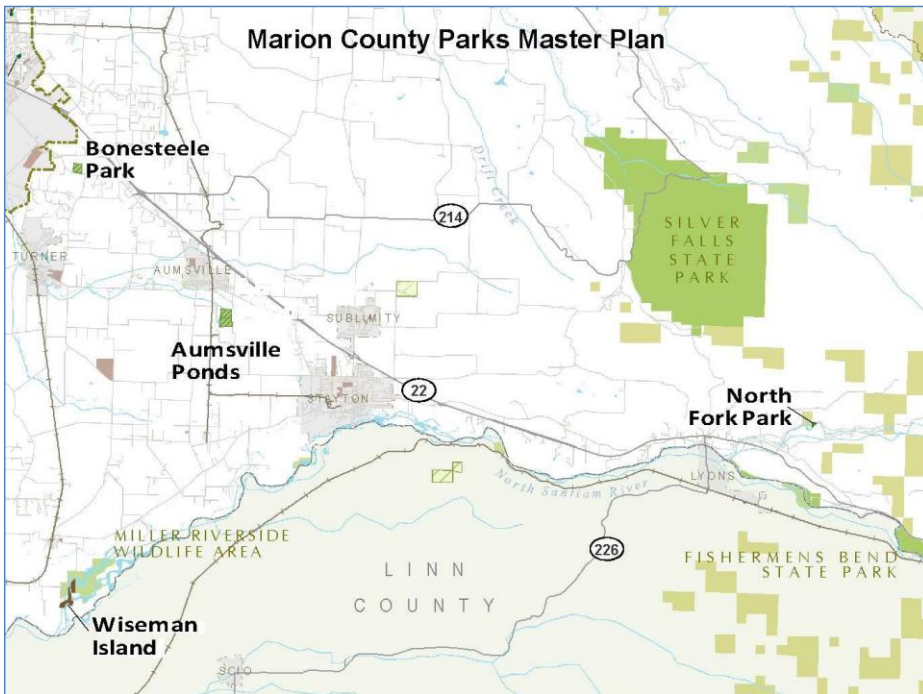 Marion County Parks Master Plan
Bonesteele
Park
Drift Creek
214
SILVER
FALLS
STATE
PARK
TURNER
AUMSVILLE
SUBLIMITY
Aumsville
Ponds
22
STAYTON
North
Fork Park
LYONS
North Santiam River
MILLER RIVERSIDE
WILDLIFE AREA
226
FISHERMENS BEND
STATE PARK
LINN
COUNTY
Wiseman
Island
SCIO